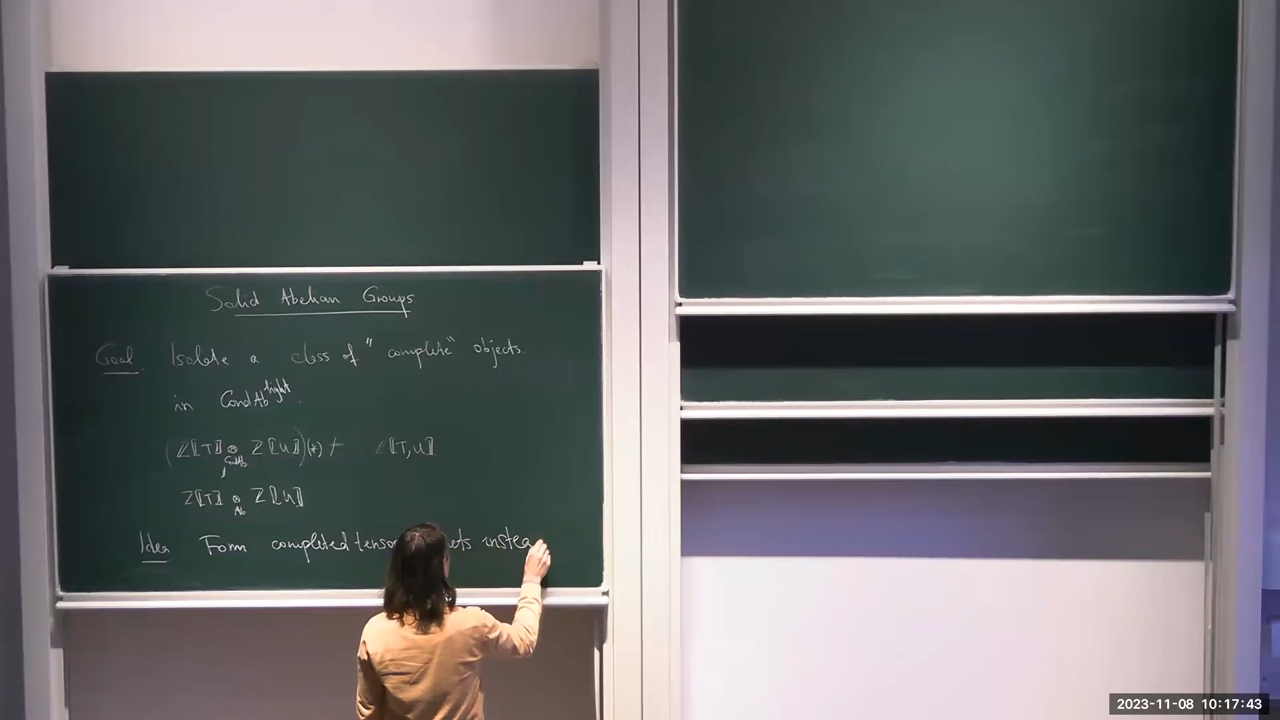 Solid Abelian Groups
Goal. Isolate a class of "complete" objects
in CondAb^light.
(ℤ⟦T⟧ ⊗_CondAb ℤ⟦U⟧)(*) ≠ ℤ⟦T,U⟧
ℤ⟦T⟧ ⊗_Ab ℤ⟦U⟧
Idea Form completed instea
2023-11-08 10:17:43